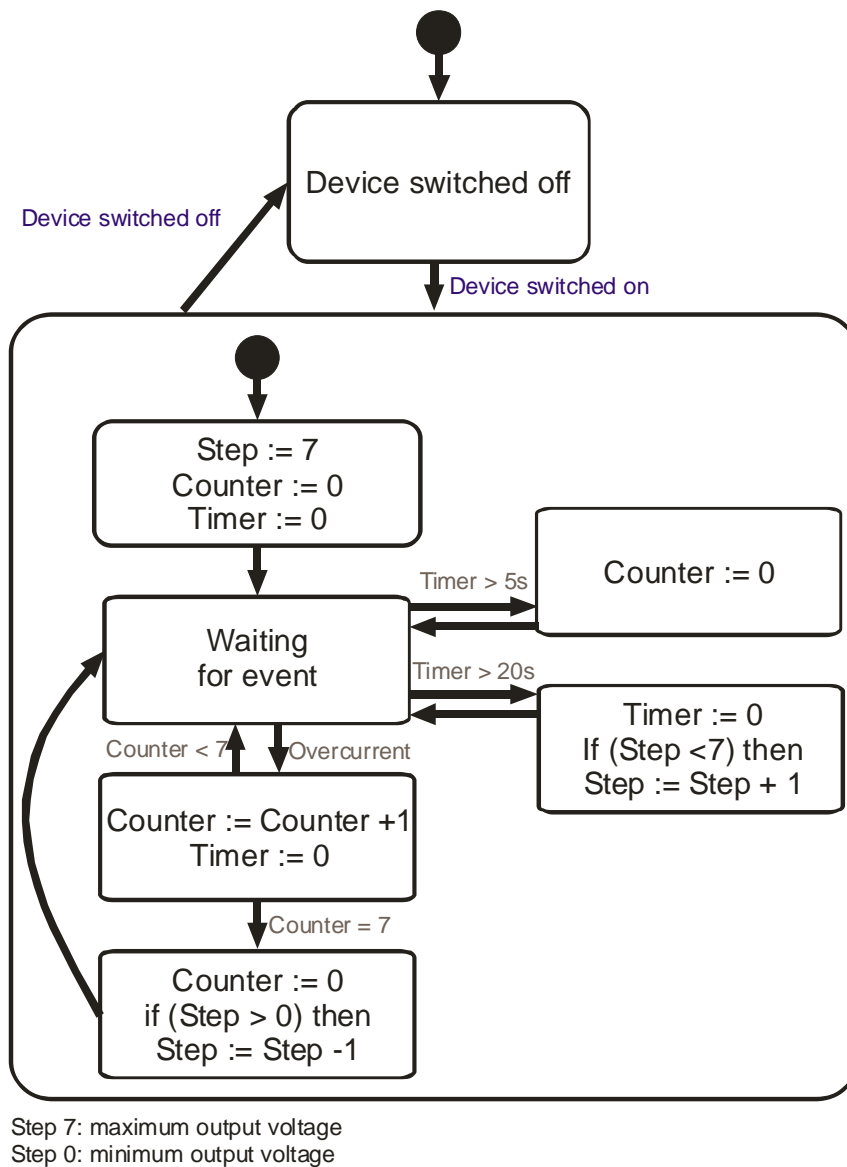 Device switched off
Device switched off
Device switched on
Step := 7
Counter := 0
Timer := 0
Timer > 5s
Counter := 0
Waiting
for event
Timer > 20s
Timer := 0
If (Step <7) then
Step := Step + 1
Counter < 7
Overcurrent
Counter := Counter +1
Timer := 0
Counter = 7
Counter := 0
if (Step > 0) then
Step := Step -1
Step 7: maximum output voltage
Step 0: minimum output voltage